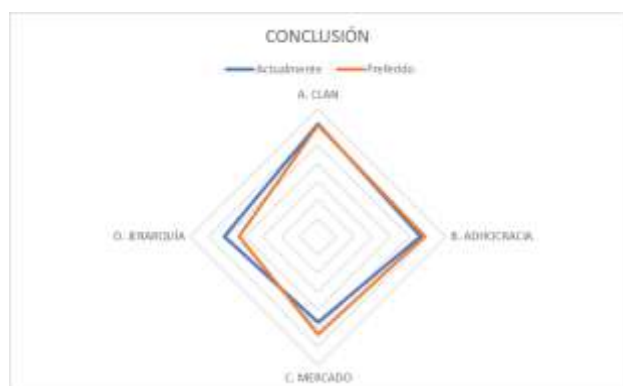 CONCLUSIÓN
Actualmente Preferido
A. CLAN
D. JERARQUÍA
B. ADHOCRACIA
C. MERCADO